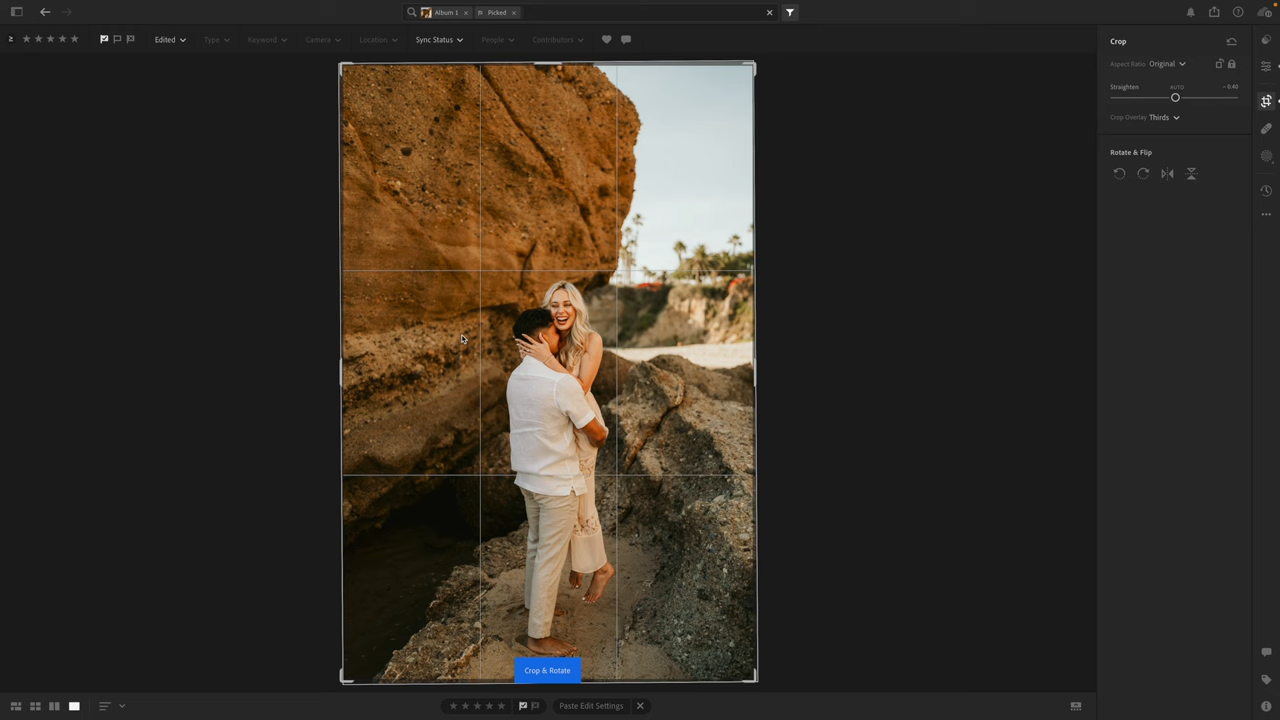 Album 1
Picked
≥
Edited
Type
Keyword
Camera
Location
Sync Status
People
Contributors
Crop
Aspect Ratio Original
Straighten AUTO −0.40
Crop Overlay Thirds
Rotate & Flip
Crop & Rotate
Paste Edit Settings